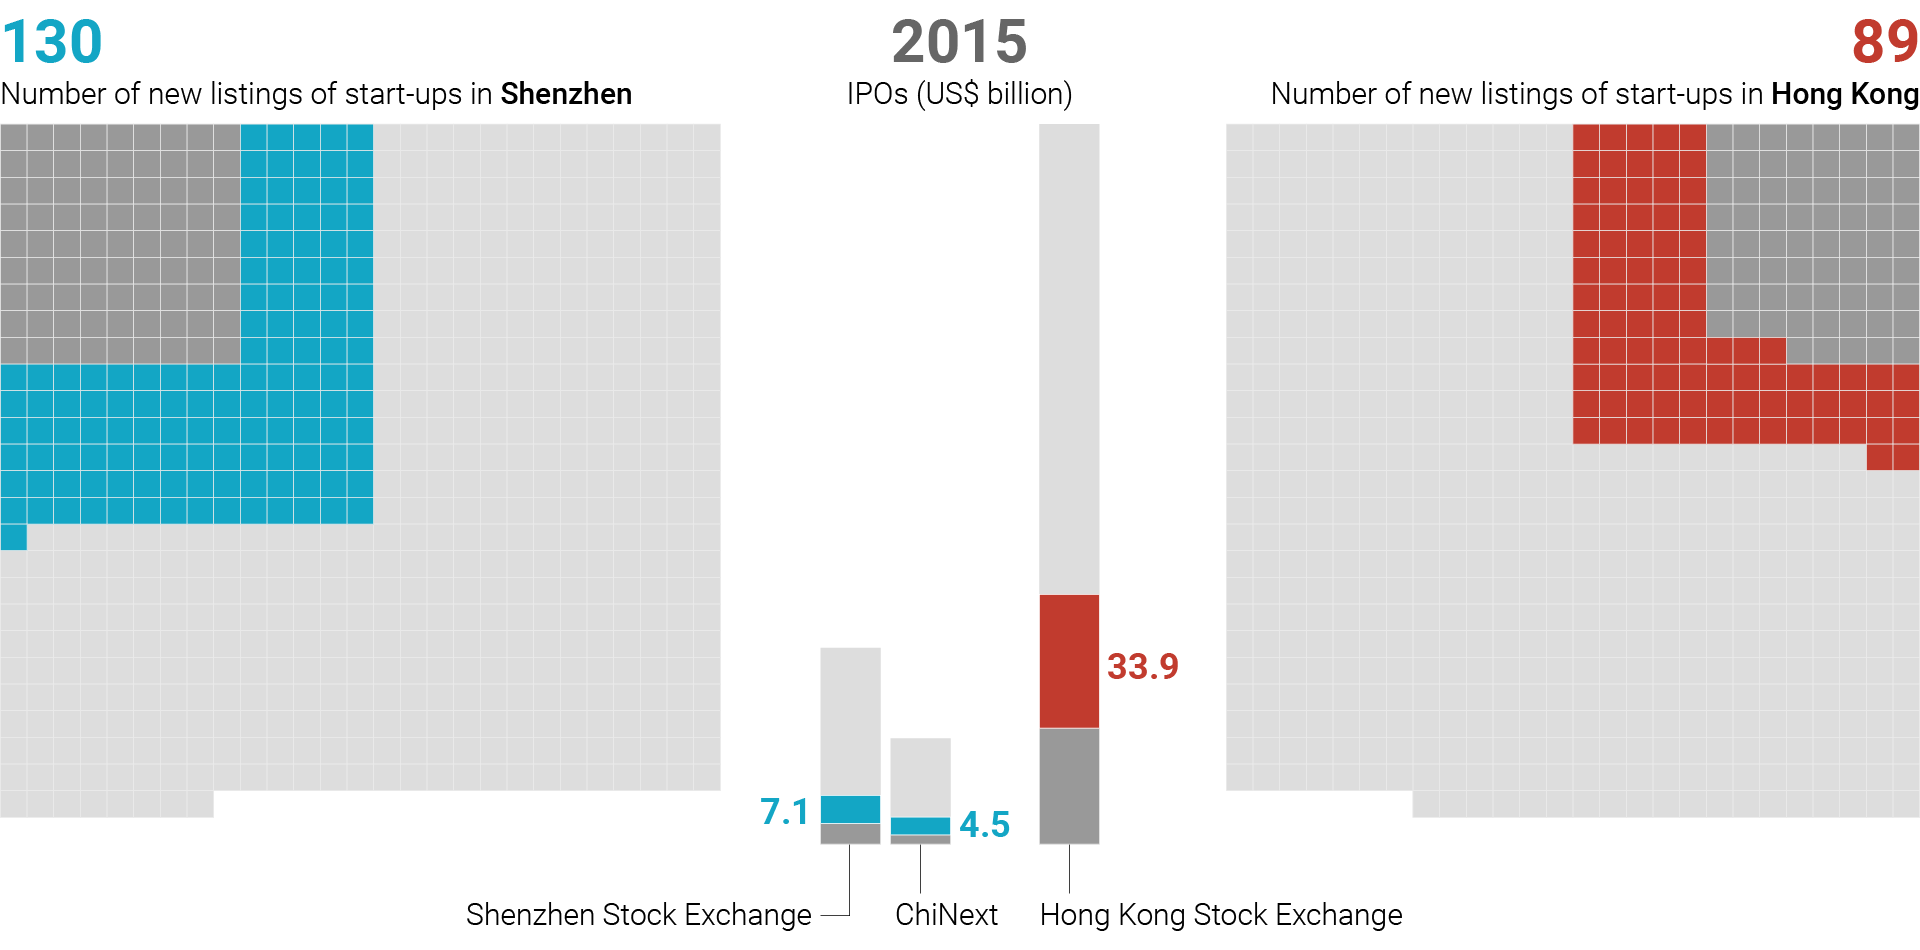 130
Number of new listings of start-ups in Shenzhen
2015
IPOs (US$ billion)
89
Number of new listings of start-ups in Hong Kong
33.9
7.1
4.5
Shenzhen Stock Exchange
ChiNext
Hong Kong Stock Exchange